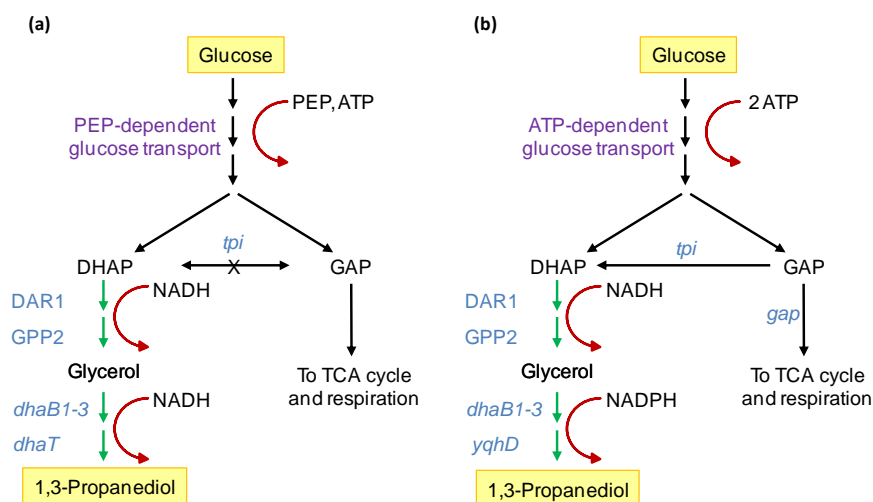 (a)
Glucose
PEP, ATP
PEP-dependent
glucose transport
tpi
DHAP
X
GAP
DAR1
NADH
GPP2
Glycerol
To TCA cycle
and respiration
dhaB1-3
NADH
dhaT
1,3-Propanediol
(b)
Glucose
2 ATP
ATP-dependent
glucose transport
tpi
DHAP
GAP
DAR1
NADH
gap
GPP2
Glycerol
To TCA cycle
and respiration
dhaB1-3
NADPH
yqhD
1,3-Propanediol